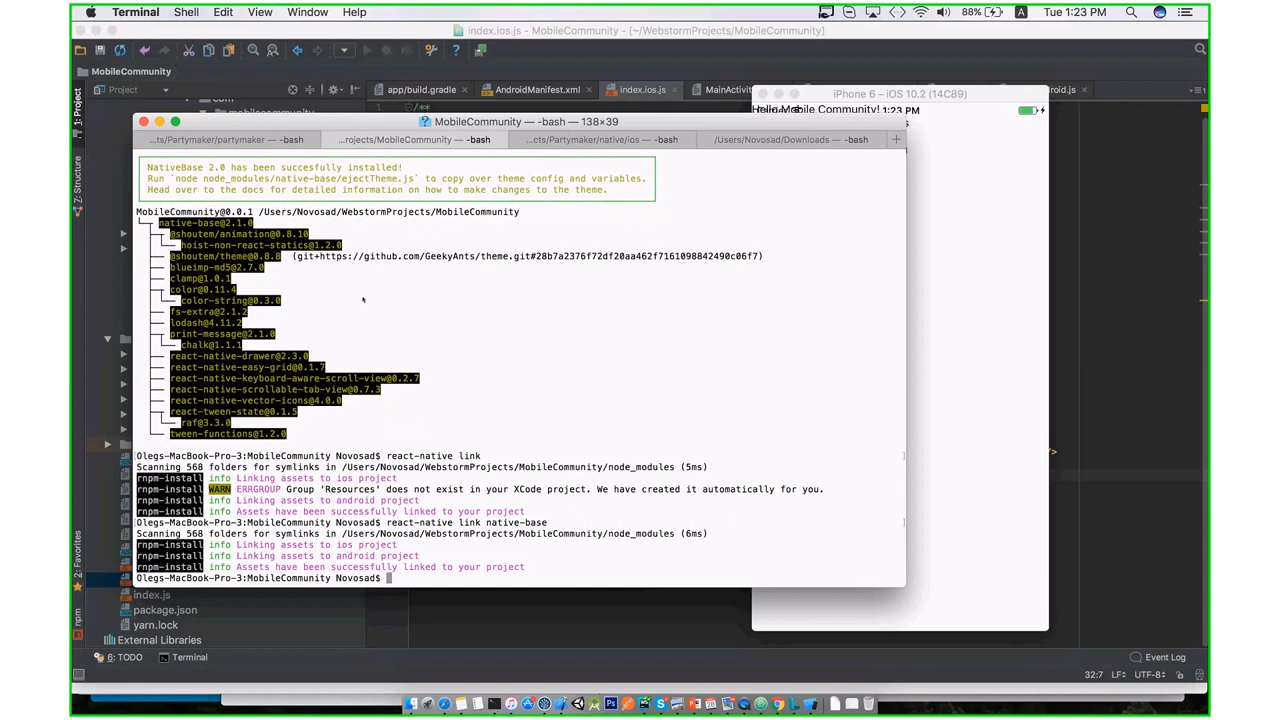 Terminal Shell Edit View Window Help 88% A Tue 1:23 PM
index.ios.js - MobileCommunity - [~/WebstormProjects/MobileCommunity]
MobileCommunity
Project app/build.gradle AndroidManifest.xml index.ios.js MainActivit
iPhone 6 – iOS 10.2 (14C89)
1 /**
Hello Mobile Community! 1:23 PM
MobileCommunity — -bash — 138×39
...ts/Partymaker/partymaker — -bash ...rojects/MobileCommunity — -bash ...cts/Partymaker/native/ios — -bash /Users/Novosad/Downloads — -bash
NativeBase 2.0 has been succesfully installed!
Run `node node_modules/native-base/ejectTheme.js` to copy over theme config and variables.
Head over to the docs for detailed information on how to make changes to the theme.
MobileCommunity@0.0.1 /Users/Novosad/WebstormProjects/MobileCommunity
native-base@2.1.0
@shoutem/animation@0.8.10
hoist-non-react-statics@1.2.0
@shoutem/theme@0.8.8 (git+https://github.com/GeekyAnts/theme.git#28b7a2376f72df20aa462f7161098842490c06f7)
blueimp-md5@2.7.0
clamp@1.0.1
color@0.11.4
color-string@0.3.0
fs-extra@2.1.2
lodash@4.11.2
print-message@2.1.0
chalk@1.1.1
react-native-drawer@2.3.0
react-native-easy-grid@0.1.7
react-native-keyboard-aware-scroll-view@0.2.7
react-native-scrollable-tab-view@0.7.3
react-native-vector-icons@4.0.0
react-tween-state@0.1.5
raf@3.3.0
tween-functions@1.2.0
Olegs-MacBook-Pro-3:MobileCommunity Novosad$ react-native link
Scanning 568 folders for symlinks in /Users/Novosad/WebstormProjects/MobileCommunity/node_modules (5ms)
rnpm-install info Linking assets to ios project
rnpm-install WARN ERRGROUP Group 'Resources' does not exist in your XCode project. We have created it automatically for you.
rnpm-install info Linking assets to android project
rnpm-install info Assets have been successfully linked to your project
Olegs-MacBook-Pro-3:MobileCommunity Novosad$ react-native link native-base
Scanning 568 folders for symlinks in /Users/Novosad/WebstormProjects/MobileCommunity/node_modules (6ms)
rnpm-install info Linking assets to ios project
rnpm-install info Linking assets to android project
rnpm-install info Assets have been successfully linked to your project
Olegs-MacBook-Pro-3:MobileCommunity Novosad$
1: Project
7: Structure
2: Favorites
npm
index.js
package.json
yarn.lock
External Libraries
6: TODO Terminal Event Log
32:7 LF UTF-8